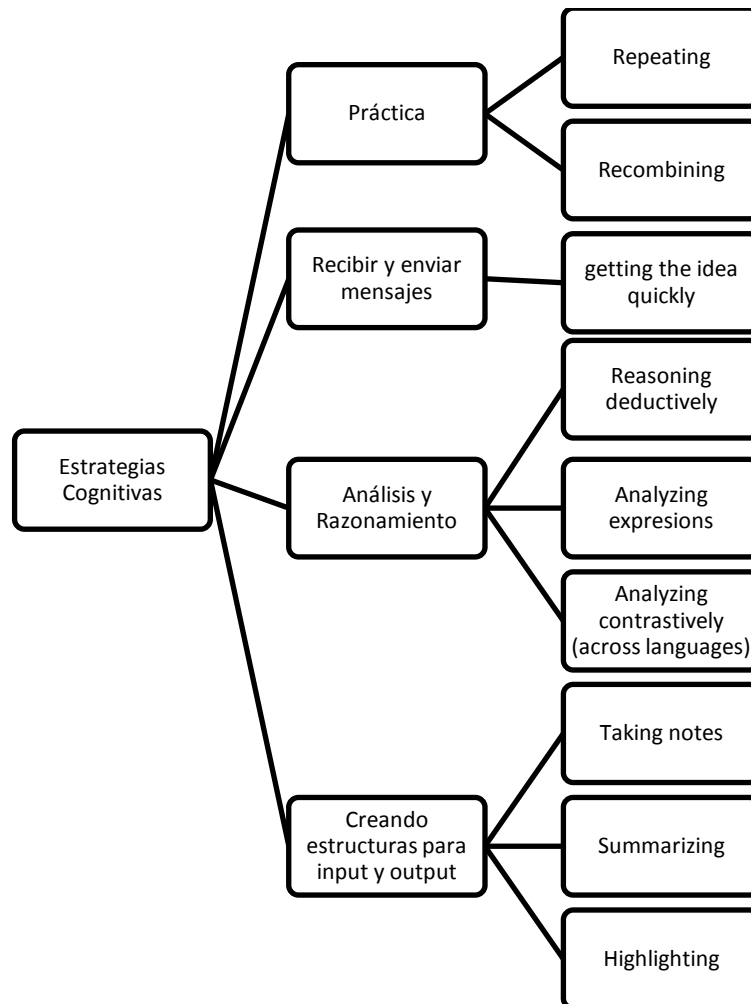 Estrategias
Cognitivas
Práctica
Repeating
Recombining
Recibir y enviar
mensajes
getting the idea
quickly
Análisis y
Razonamiento
Reasoning
deductively
Analyzing
expresions
Analyzing
contrastively
(across languages)
Creando
estructuras para
input y output
Taking notes
Summarizing
Highlighting